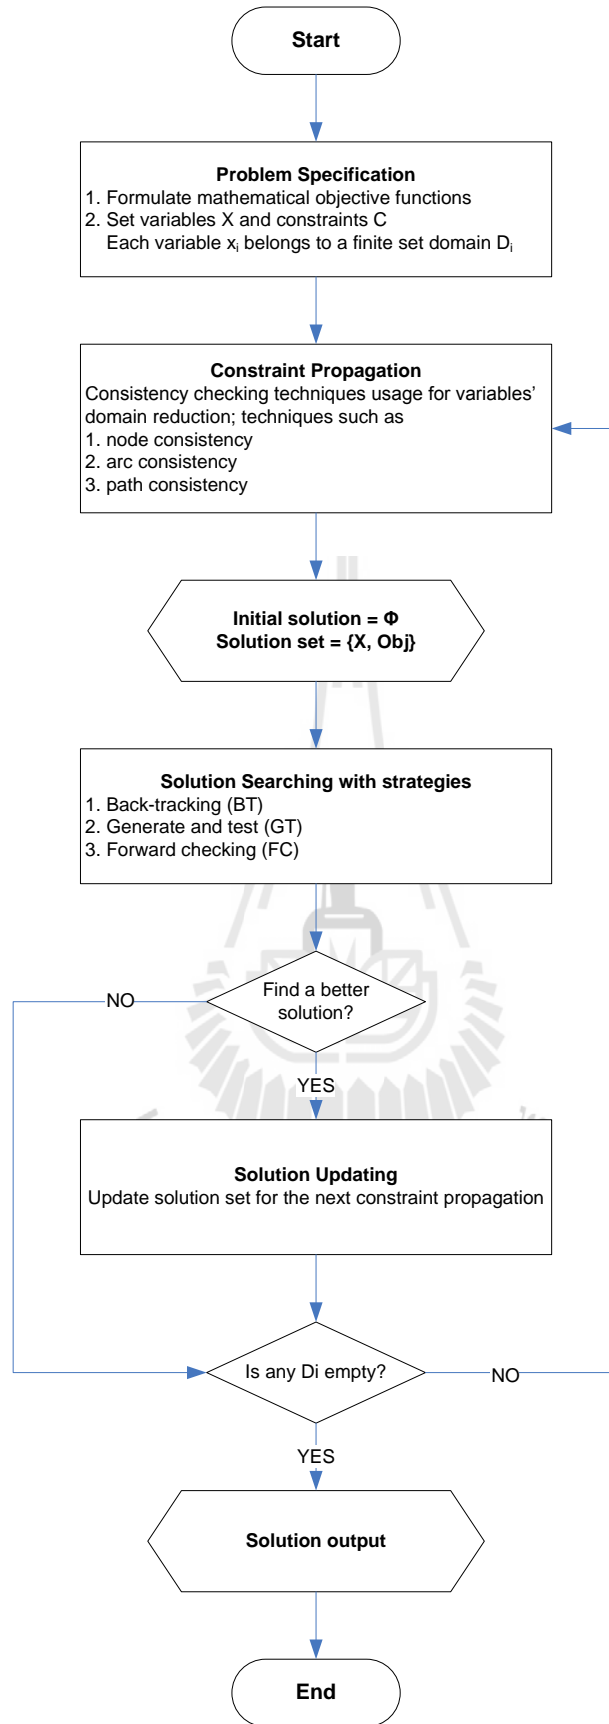 Start
Problem Specification
1. Formulate mathematical objective functions
2. Set variables X and constraints C
Each variable xᵢ belongs to a finite set domain Dᵢ
Constraint Propagation
Consistency checking techniques usage for variables'
domain reduction; techniques such as
1. node consistency
2. arc consistency
3. path consistency
Initial solution = Φ
Solution set = {X, Obj}
Solution Searching with strategies
1. Back-tracking (BT)
2. Generate and test (GT)
3. Forward checking (FC)
Find a better
solution?
NO
YES
Solution Updating
Update solution set for the next constraint propagation
Is any Di empty?
NO
YES
Solution output
End